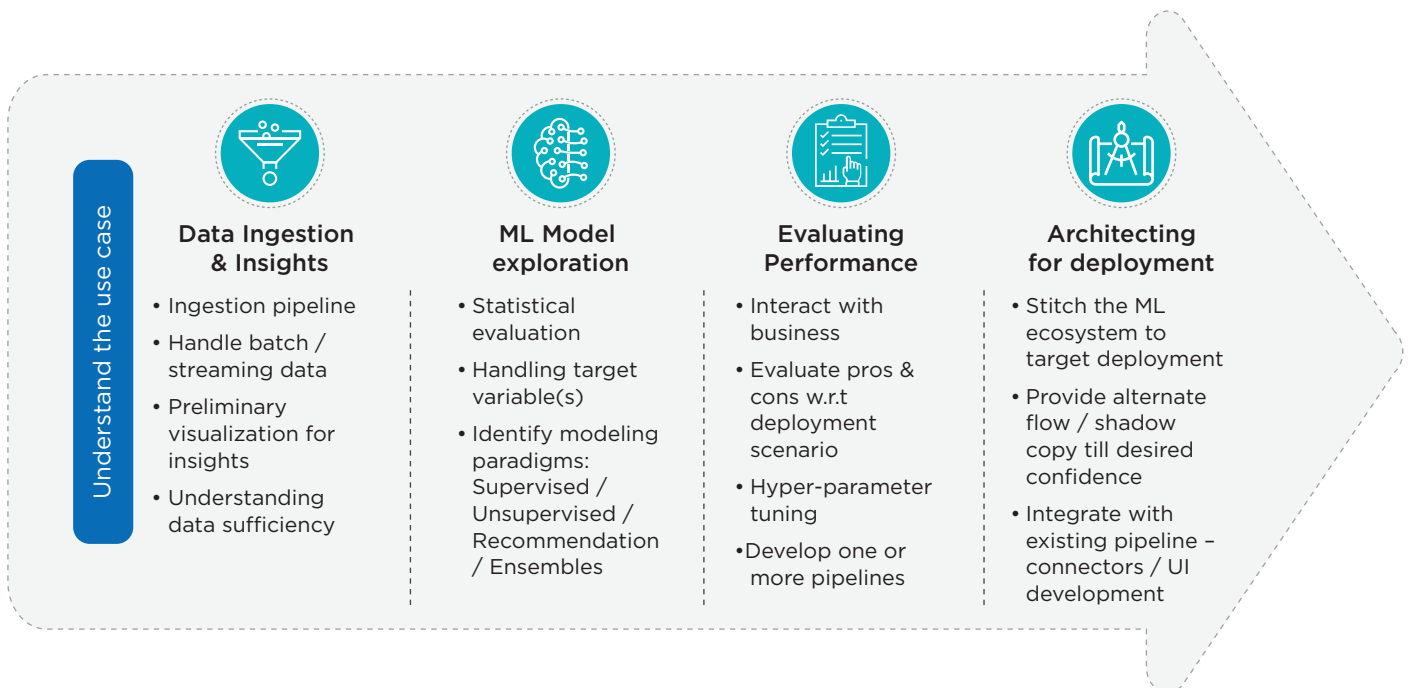 Understand the use case
Data Ingestion
& Insights
• Ingestion pipeline
• Handle batch /
streaming data
• Preliminary
visualization for
insights
• Understanding
data sufficiency
ML Model
exploration
• Statistical
evaluation
• Handling target
variable(s)
• Identify modeling
paradigms:
Supervised /
Unsupervised /
Recommendation
/ Ensembles
Evaluating
Performance
• Interact with
business
• Evaluate pros &
cons w.r.t
deployment
scenario
• Hyper-parameter
tuning
•Develop one or
more pipelines
Architecting
for deployment
• Stitch the ML
ecosystem to
target deployment
• Provide alternate
flow / shadow
copy till desired
confidence
• Integrate with
existing pipeline –
connectors / UI
development